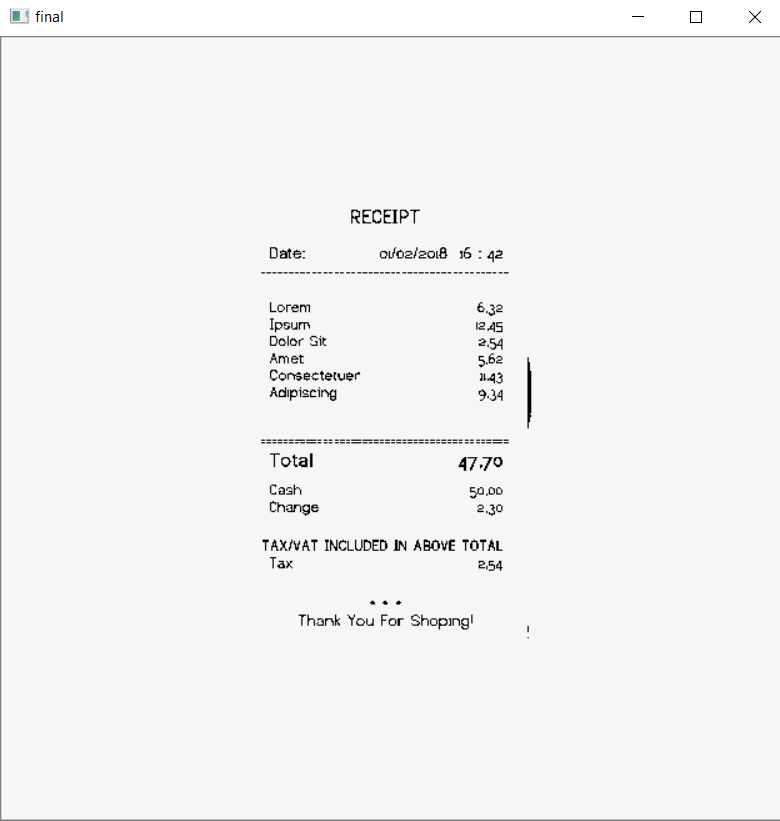 final
RECEIPT
Date: 01/02/2018 16 : 42
--------------------------------------------
Lorem 6.32
Ipsum 12.45
Dolor Sit 2.54
Amet 5.62
Consectetuer 11.43
Adipiscing 9.34
============================================
Total 47.70
Cash 50.00
Change 2.30
TAX/VAT INCLUDED IN ABOVE TOTAL
Tax 2.54
• • •
Thank You For Shoping!